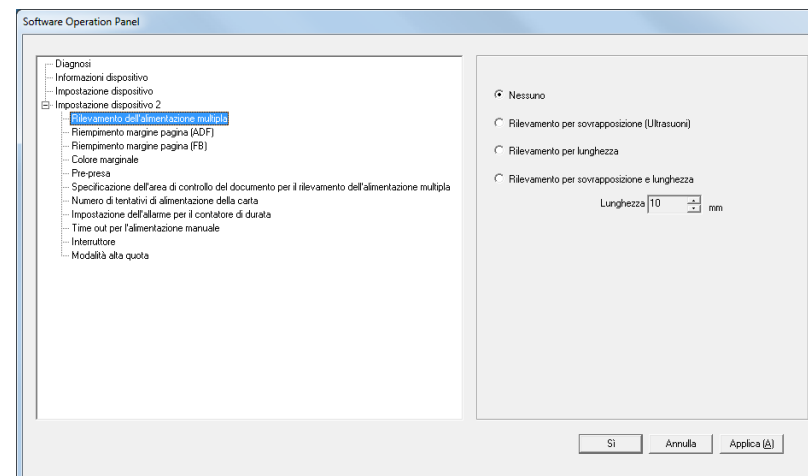 Software Operation Panel
Diagnosi
Informazioni dispositivo
Impostazione dispositivo
Impostazione dispositivo 2
Rilevamento dell'alimentazione multipla
Riempimento margine pagina (ADF)
Riempimento margine pagina (FB)
Colore marginale
Pre-presa
Specificazione dell'area di controllo del documento per il rilevamento dell'alimentazione multipla
Numero di tentativi di alimentazione della carta
Impostazione dell'allarme per il contatore di durata
Time out per l'alimentazione manuale
Interruttore
Modalità alta quota
Nessuno
Rilevamento per sovrapposizione (Ultrasuoni)
Rilevamento per lunghezza
Rilevamento per sovrapposizione e lunghezza
Lunghezza 10 mm
Sì Annulla Applica (A)